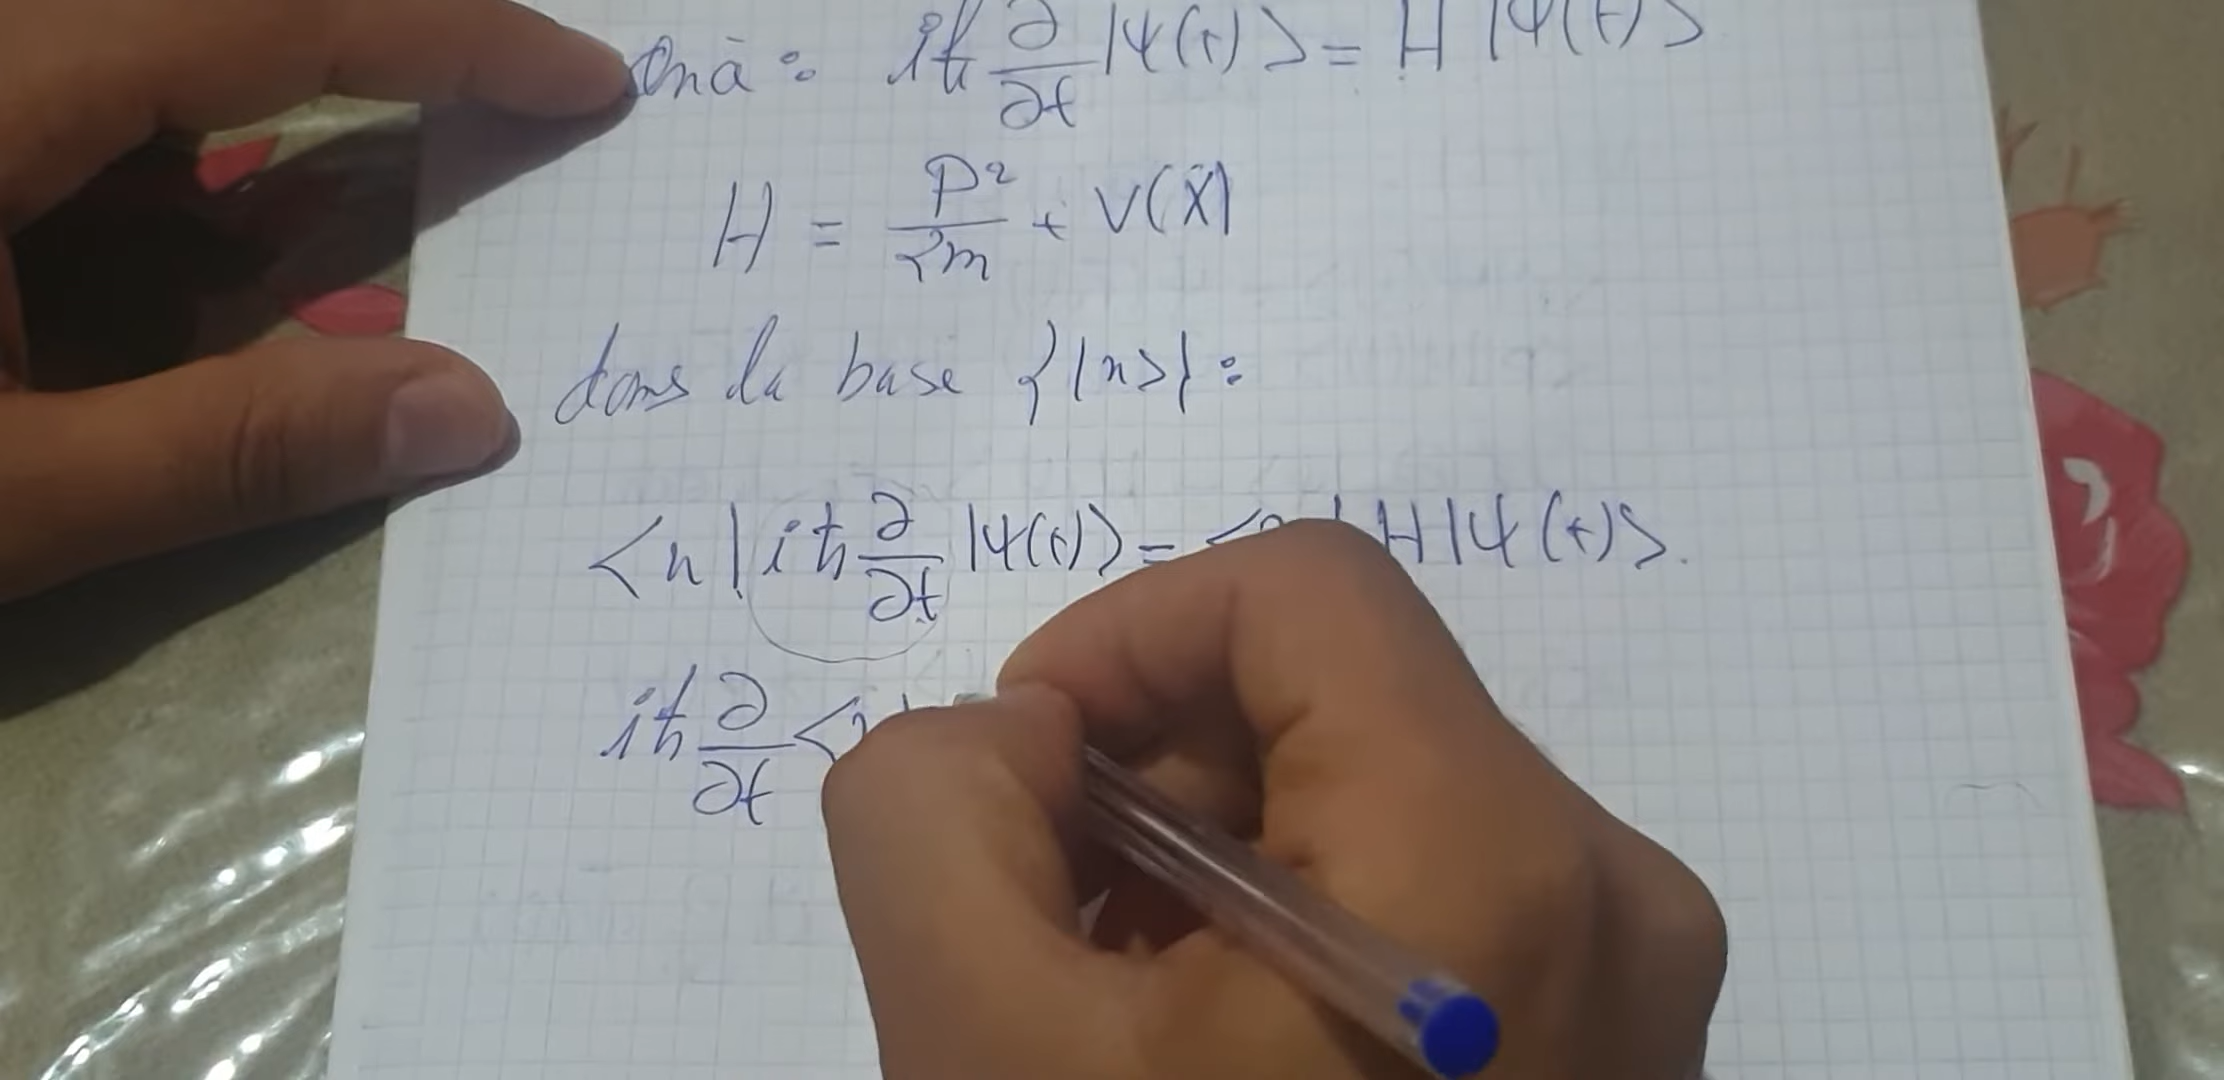 on a : iħ ∂/∂t |Ψ(t)> = H |Ψ(t)>
H = P²/2m + V(X)
dans la base {|x>} :
<x| iħ ∂/∂t |Ψ(t)> = < | H |Ψ(t)>.
iħ ∂/∂t <x|